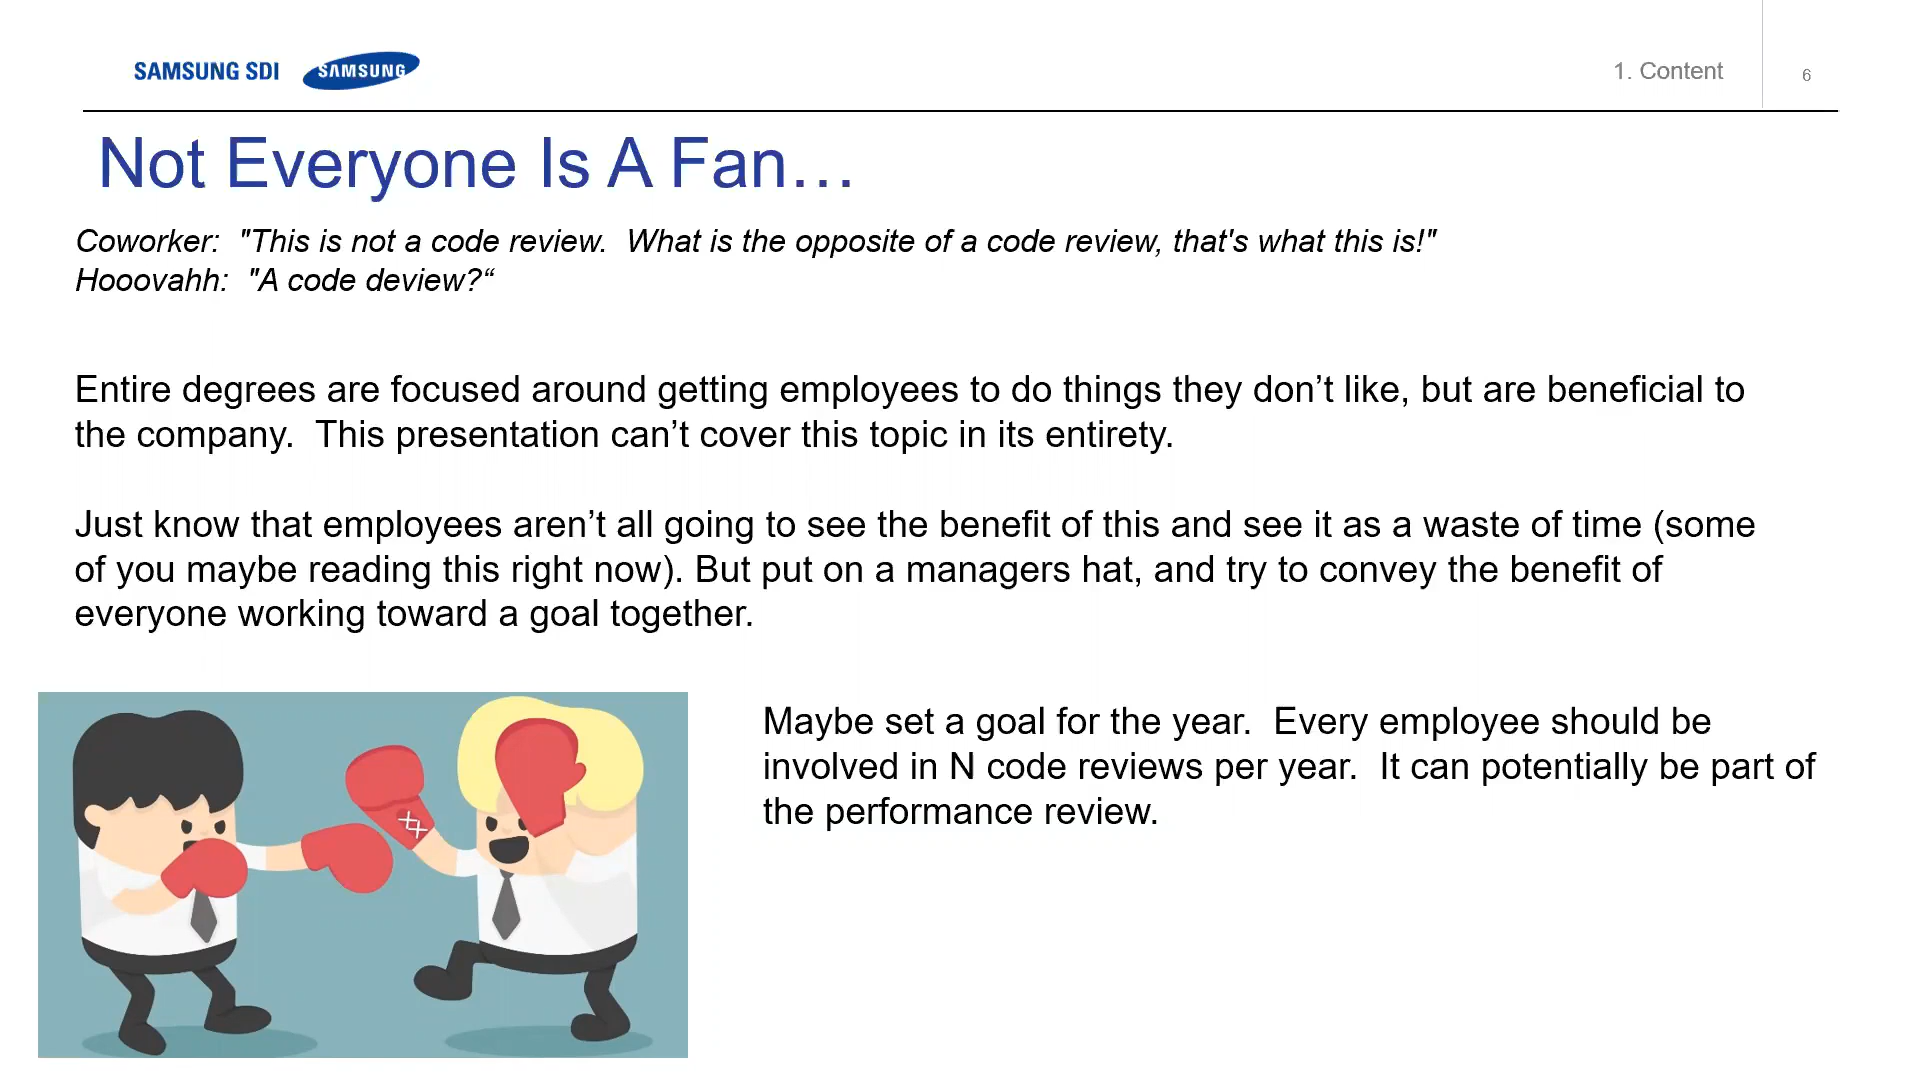 SAMSUNG SDI SAMSUNG
1. Content
6
Not Everyone Is A Fan…
Coworker:  "This is not a code review.  What is the opposite of a code review, that's what this is!"
Hooovahh:  "A code deview?“
Entire degrees are focused around getting employees to do things they don’t like, but are beneficial to
the company.  This presentation can’t cover this topic in its entirety.
Just know that employees aren’t all going to see the benefit of this and see it as a waste of time (some
of you maybe reading this right now). But put on a managers hat, and try to convey the benefit of
everyone working toward a goal together.
Maybe set a goal for the year.  Every employee should be
involved in N code reviews per year.  It can potentially be part of
the performance review.